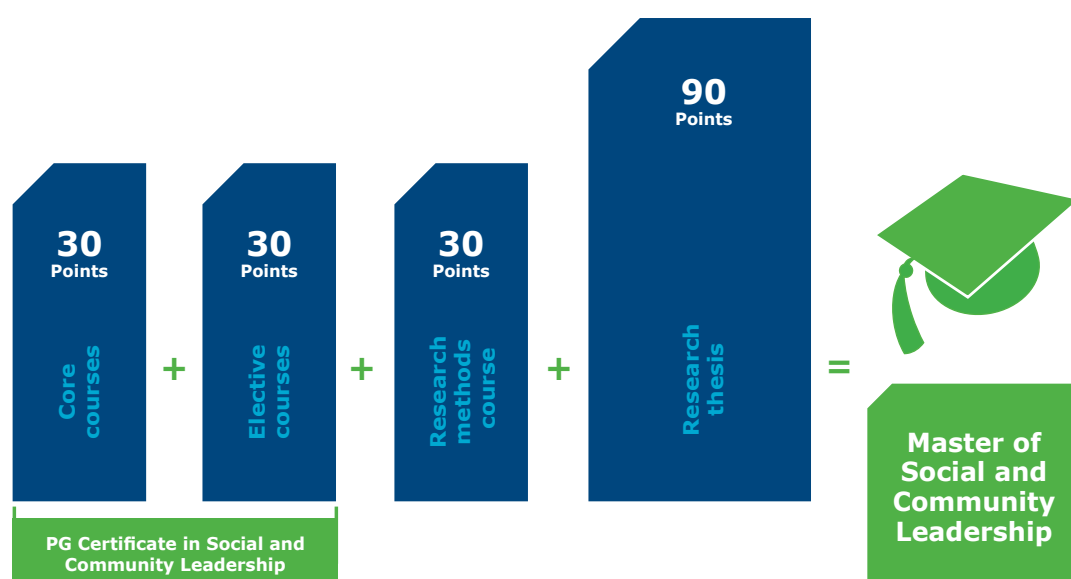 30
Points
Core
courses
+
30
Points
Elective
courses
+
30
Points
Research
methods
course
+
90
Points
Research
thesis
=
Master of
Social and
Community
Leadership
PG Certificate in Social and
Community Leadership